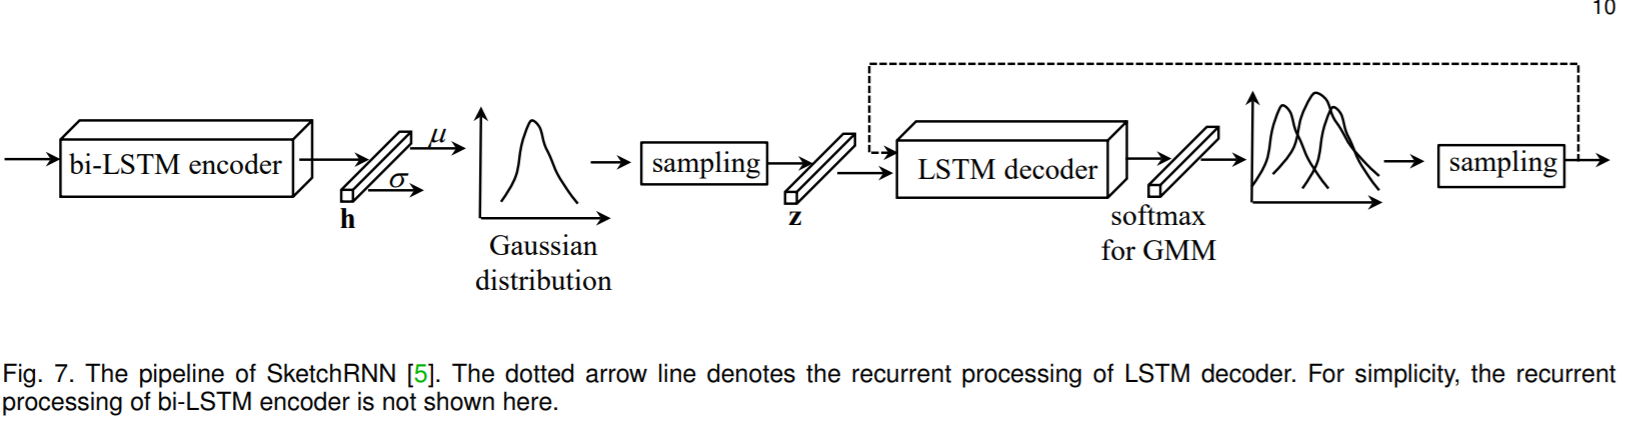 10
bi-LSTM encoder
h
μ
σ
Gaussian
distribution
sampling
z
LSTM decoder
softmax
for GMM
sampling
Fig. 7. The pipeline of SketchRNN [5]. The dotted arrow line denotes the recurrent processing of LSTM decoder. For simplicity, the recurrent
processing of bi-LSTM encoder is not shown here.